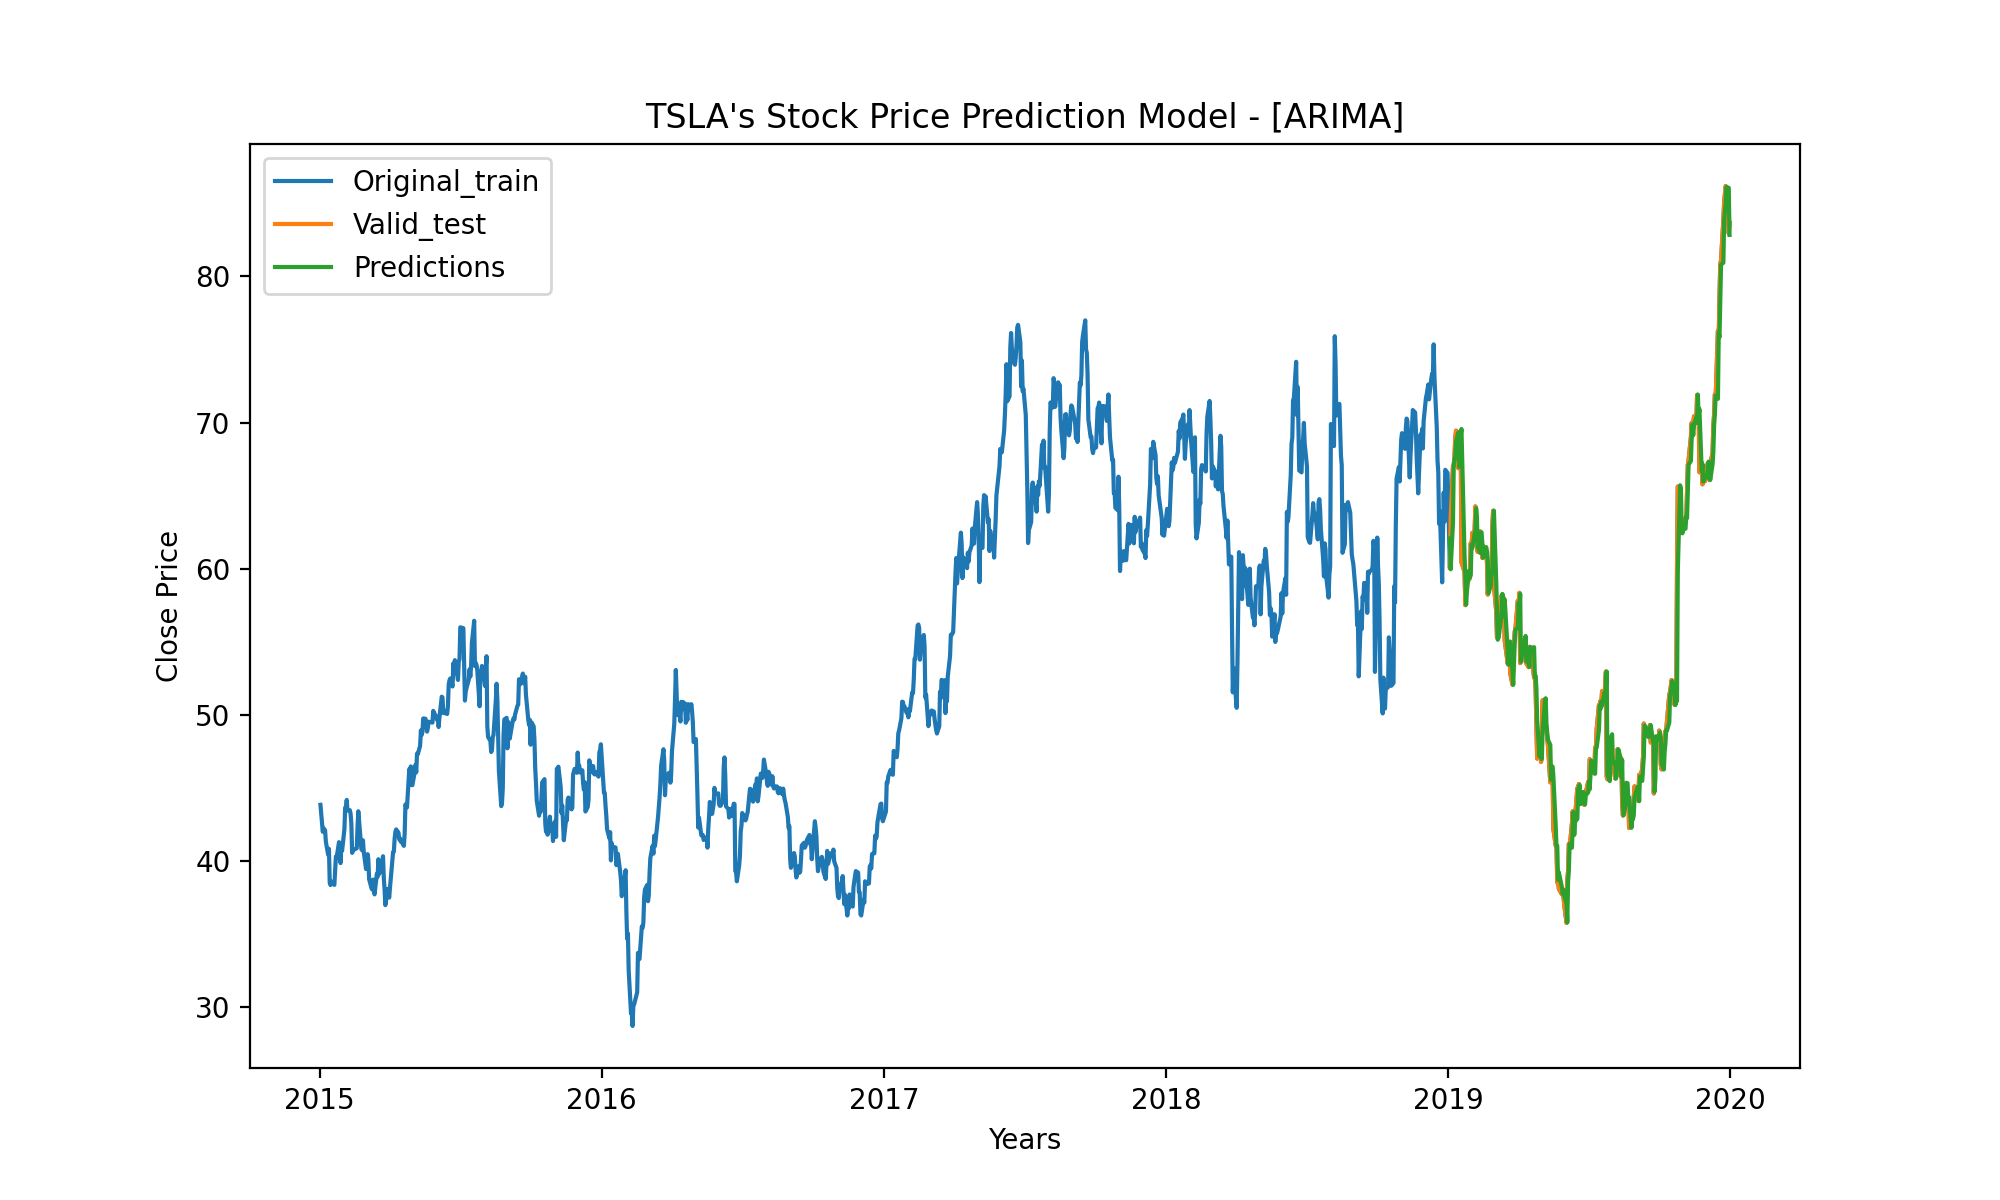 TSLA's Stock Price Prediction Model - [ARIMA]
Original_train
Valid_test
Predictions
Close Price
80
70
60
50
40
30
2015 2016 2017 2018 2019 2020
Years